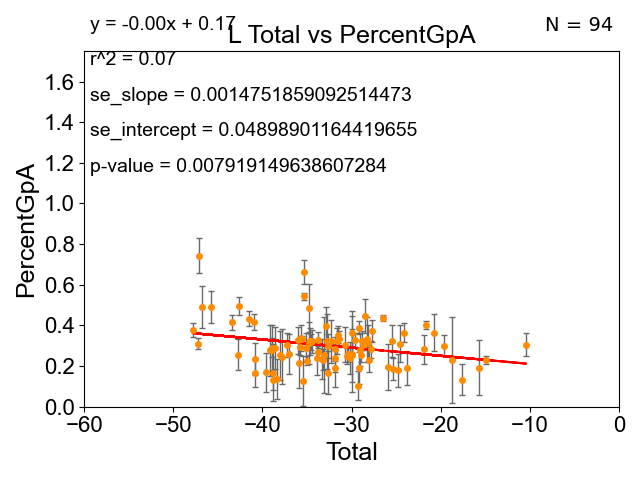 y = -0.00x + 0.17
L Total vs PercentGpA
N = 94
r^2 = 0.07
se_slope = 0.0014751859092514473
se_intercept = 0.04898901164419655
p-value = 0.007919149638607284
PercentGpA
1.6
1.4
1.2
1.0
0.8
0.6
0.4
0.2
0.0
−60 −50 −40 −30 −20 −10 0
Total